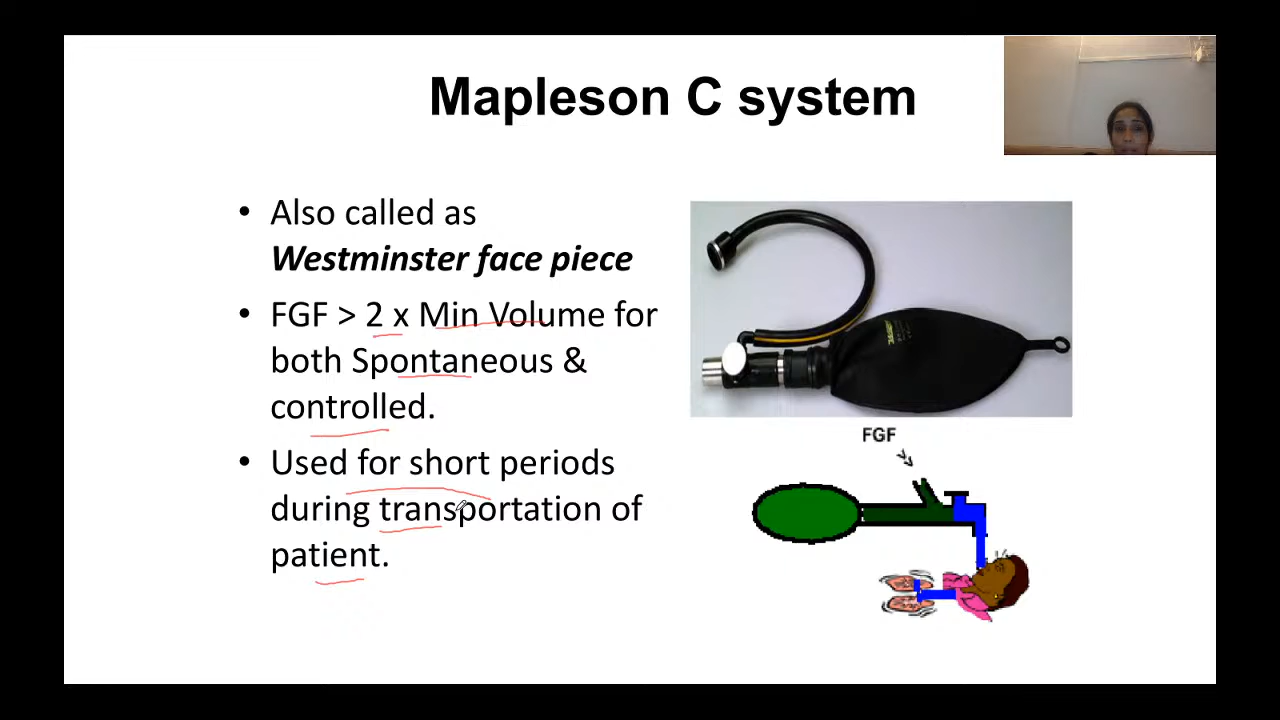 Mapleson C system
• Also called as
Westminster face piece
• FGF > 2 x Min Volume for
both Spontaneous &
controlled.
• Used for short periods
during transportation of
patient.
FGF